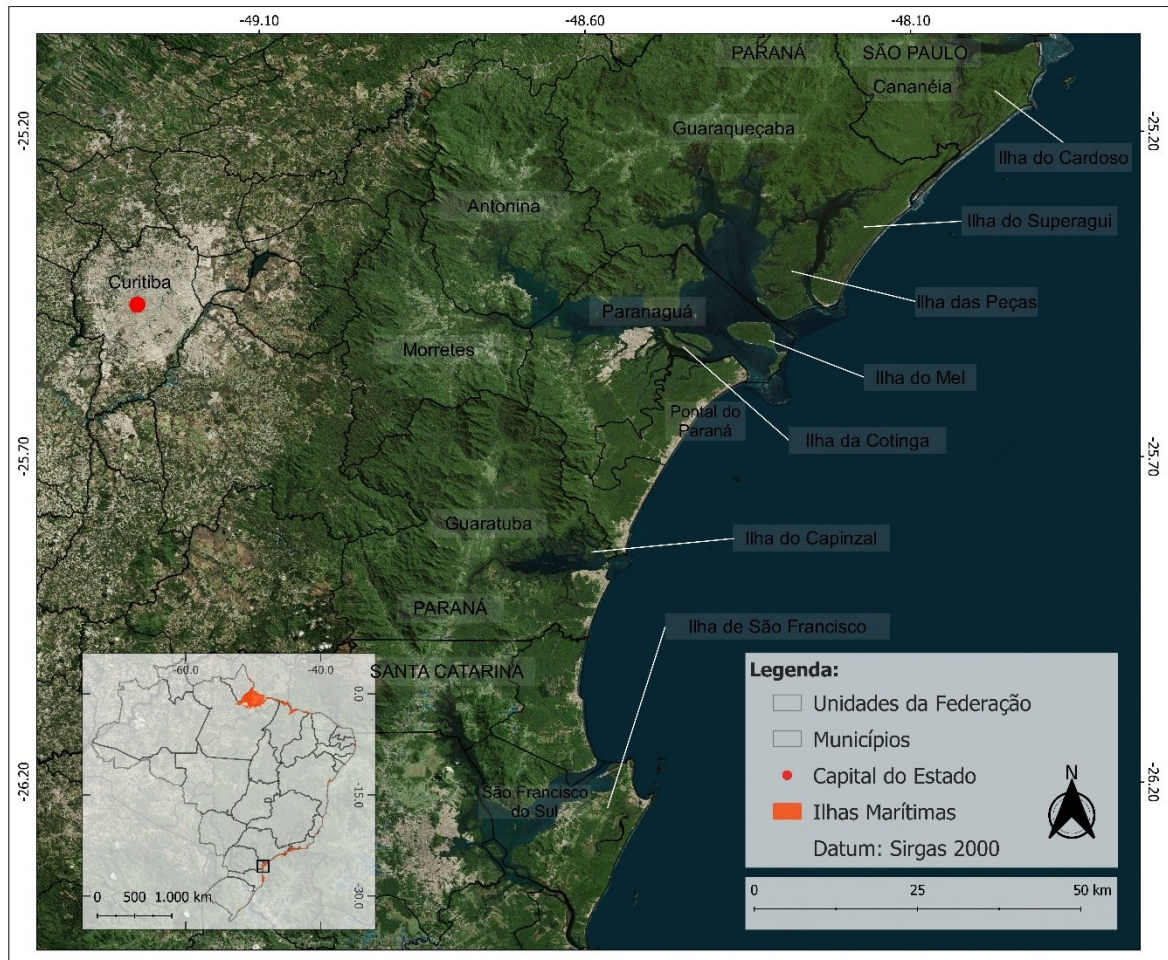 -49.10
-48.60
-48.10
PARANÁ
SÃO PAULO
Cananéia
Guaraqueçaba
-25.20
-25.20
Ilha do Cardoso
Antonina
Ilha do Superagui
Curitiba
Ilha das Peças
Paranaguá
Morretes
Ilha do Mel
Pontal do
Paraná
Ilha da Cotinga
-25.70
-25.70
Guaratuba
Ilha do Capinzal
PARANÁ
Ilha de São Francisco
SANTA CATARINA
-60.0
-40.0
0.0
-15.0
-30.0
0 500 1.000 km
São Francisco
do Sul
-26.20
-26.20
Legenda:
Unidades da Federação
Municípios
Capital do Estado
Ilhas Marítimas
Datum: Sirgas 2000
N
0 25 50 km